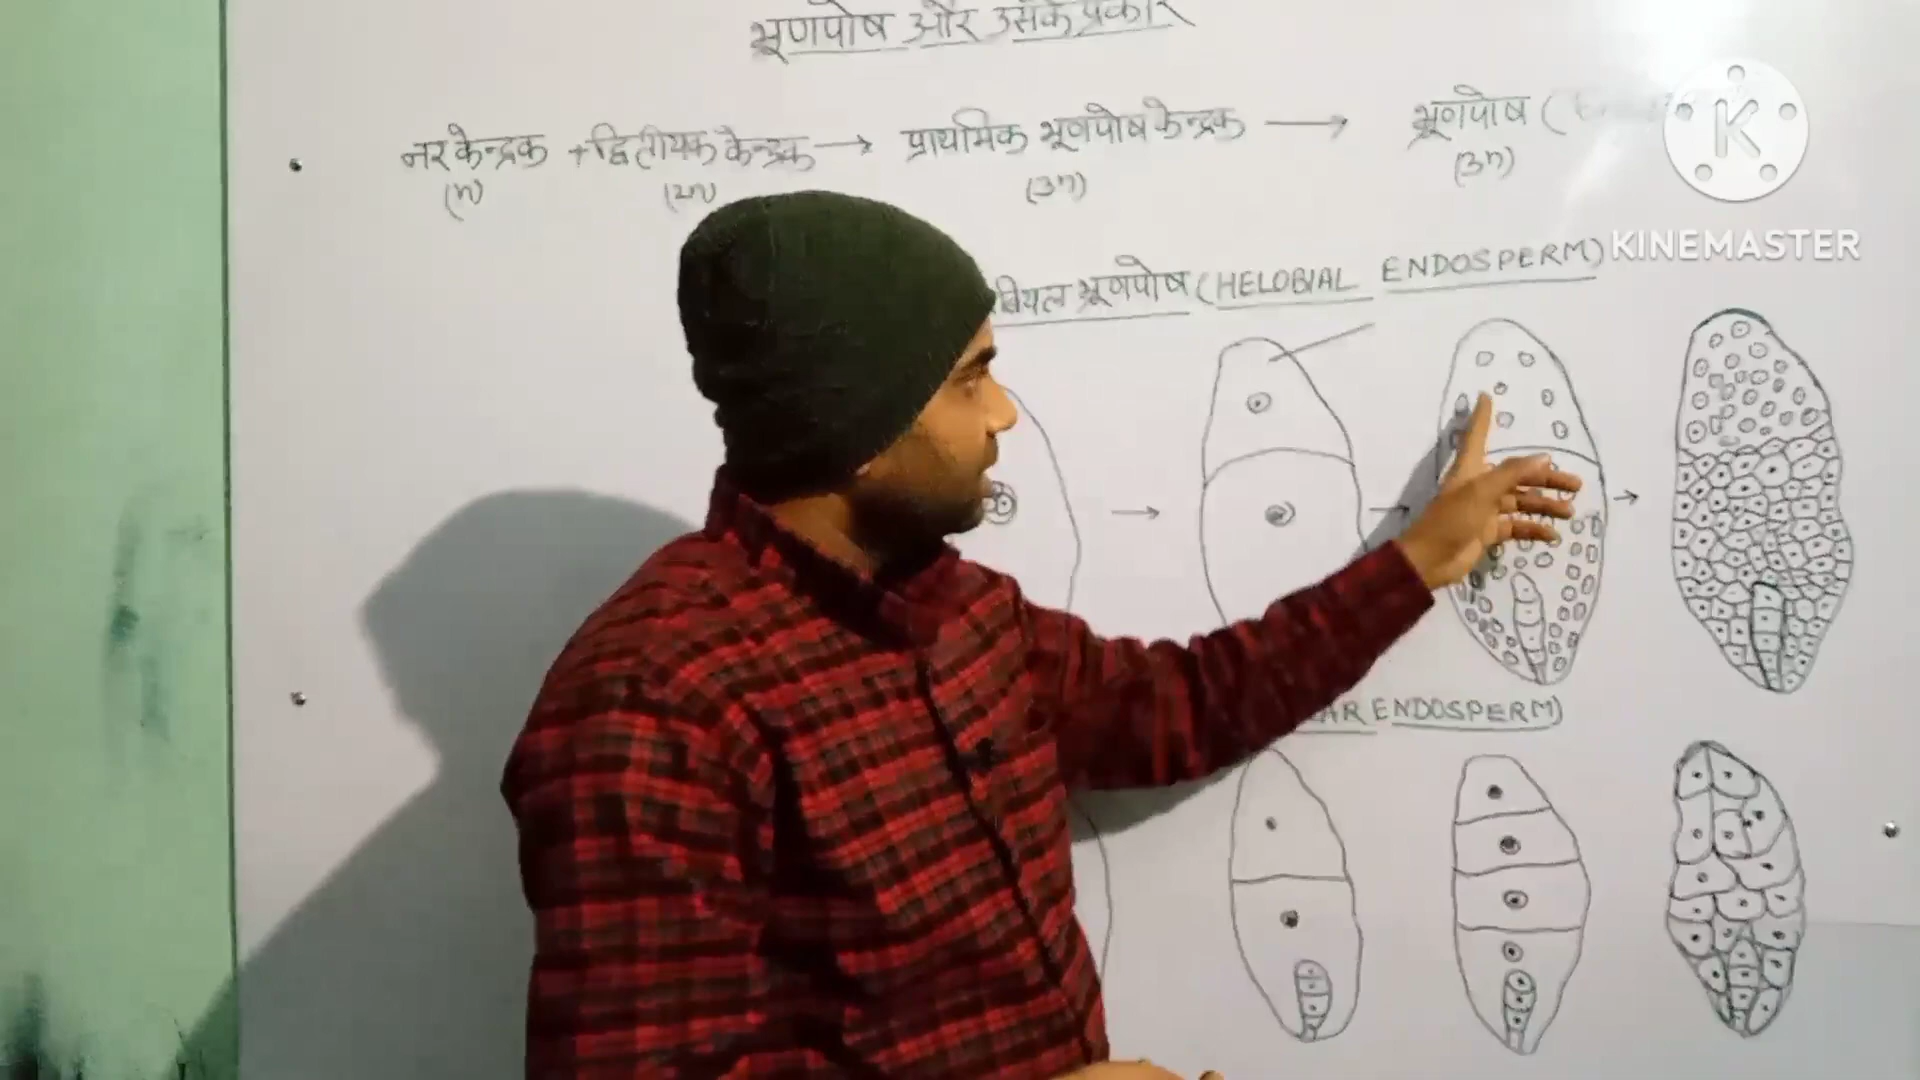 भ्रूणपोष और उसके प्रकार
नर केन्द्रक + द्वितीयक केन्द्रक → प्राथमिक भ्रूणपोष केन्द्रक → भ्रूणपोष (
(n) (2n) (3n) (3n)
K
KINEMASTER
बियल भ्रूणपोष (HELOBIAL ENDOSPERM)
AR ENDOSPERM)